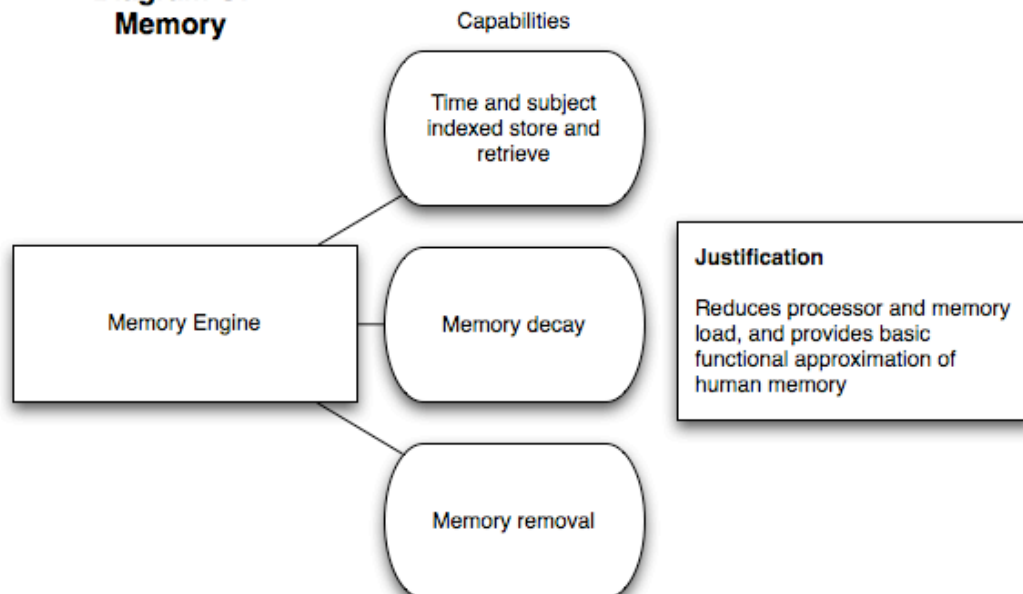 Memory
Capabilities
Time and subject
indexed store and
retrieve
Memory Engine
Memory decay
Memory removal
Justification
Reduces processor and memory
load, and provides basic
functional approximation of
human memory